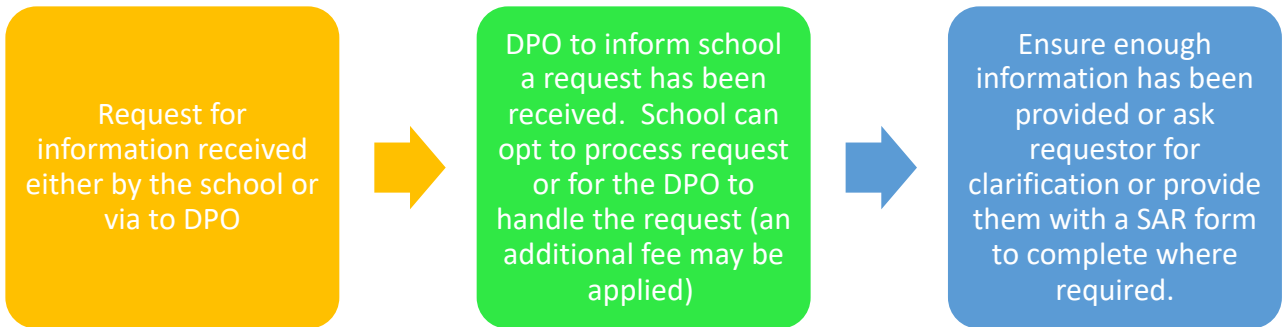 Request for
information received
either by the school or
via to DPO
DPO to inform school
a request has been
received.  School can
opt to process request
or for the DPO to
handle the request (an
additional fee may be
applied)
Ensure enough
information has been
provided or ask
requestor for
clarification or provide
them with a SAR form
to complete where
required.